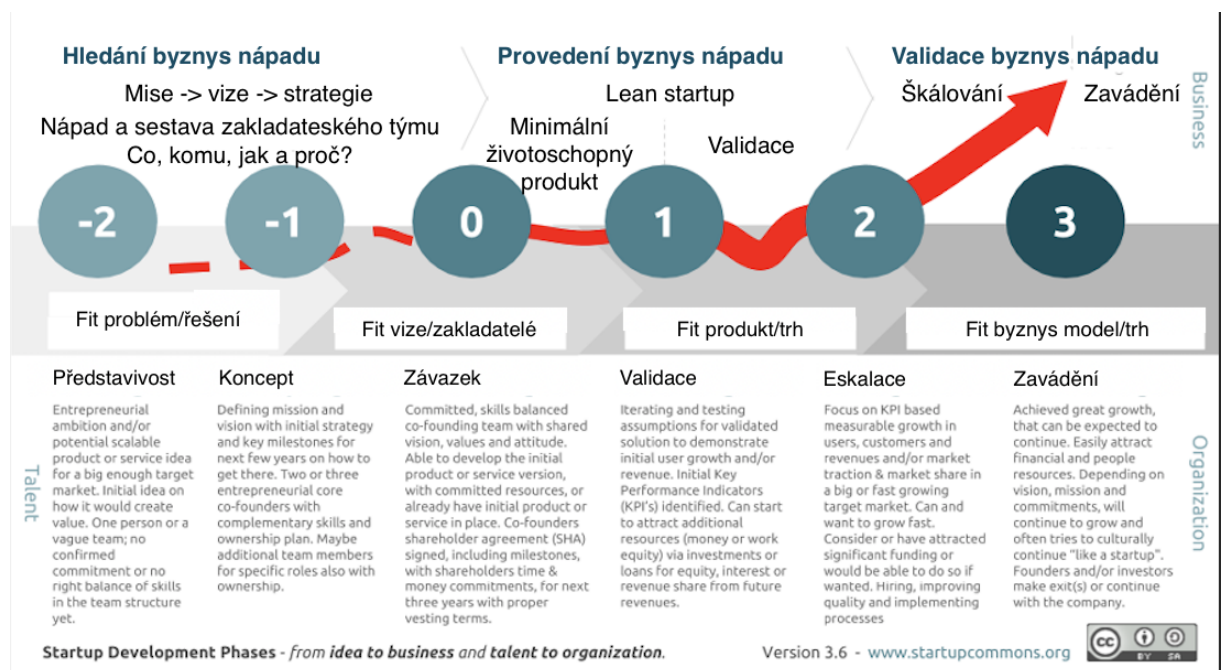 Hledání byznys nápadu
Provedení byznys nápadu
Validace byznys nápadu
Mise -> vize -> strategie
Lean startup
Škálování
Zavádění
Nápad a sestava zakladateského týmu
Co, komu, jak a proč?
Minimální
životoschopný
produkt
Validace
Business
-2
-1
0
1
2
3
Fit problém/řešení
Fit vize/zakladatelé
Fit produkt/trh
Fit byznys model/trh
Talent
Představivost
Entrepreneurial
ambition and/or
potential scalable
product or service idea
for a big enough target
market. Initial idea on
how it would create
value. One person or a
vague team; no
confirmed
commitment or no
right balance of skills
in the team structure
yet.
Koncept
Defining mission and
vision with initial strategy
and key milestones for
next few years on how to
get there. Two or three
entrepreneurial core
co-founders with
complementary skills and
ownership plan. Maybe
additional team members
for specific roles also with
ownership.
Závazek
Committed, skills balanced
co-founding team with shared
vision, values and attitude.
Able to develop the initial
product or service version,
with committed resources, or
already have initial product or
service in place. Co-founders
shareholder agreement (SHA)
signed, including milestones,
with shareholders time &
money commitments, for next
three years with proper
vesting terms.
Validace
Iterating and testing
assumptions for validated
solution to demonstrate
initial user growth and/or
revenue. Initial Key
Performance Indicators
(KPI's) identified. Can start
to attract additional
resources (money or work
equity) via investments or
loans for equity, interest or
revenue share from future
revenues.
Eskalace
Focus on KPI based
measurable growth in
users, customers and
revenues and/or market
traction & market share in
a big or fast growing
target market. Can and
want to grow fast.
Consider or have attracted
significant funding or
would be able to do so if
wanted. Hiring, improving
quality and implementing
processes
Zavádění
Achieved great growth,
that can be expected to
continue. Easily attract
financial and people
resources. Depending on
vision, mission and
commitments, will
continue to grow and
often tries to culturally
continue "like a startup".
Founders and/or investors
make exit(s) or continue
with the company.
Organization
Startup Development Phases - from idea to business and talent to organization.
Version 3.6 - www.startupcommons.org
cc
BY SA